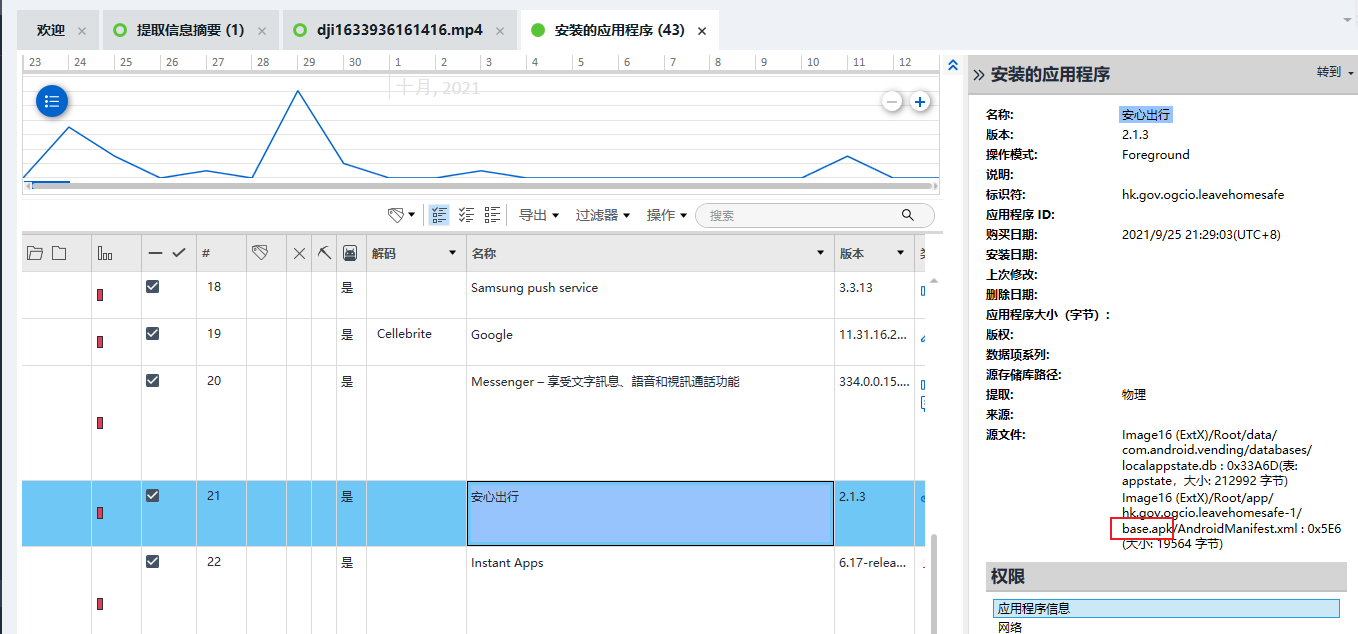 欢迎 ×
提取信息摘要 (1) ×
dji1633936161416.mp4 ×
安装的应用程序 (43) ×
23 24 25 26 27 28 29 30 1 2 3 4 5 6 7 8 9 10 11 12
十月, 2021
导出 过滤器 操作 搜索
# 解码 名称 版本
18 是 Samsung push service 3.3.13
19 是 Cellebrite Google 11.31.16.2...
20 是 Messenger – 享受文字訊息、語音和視訊通話功能 334.0.0.15....
21 是 安心出行 2.1.3
22 是 Instant Apps 6.17-relea...
安装的应用程序 转到
名称: 安心出行
版本: 2.1.3
操作模式: Foreground
说明:
标识符: hk.gov.ogcio.leavehomesafe
应用程序 ID:
购买日期: 2021/9/25 21:29:03(UTC+8)
安装日期:
上次修改:
删除日期:
应用程序大小（字节）:
版权:
数据项系列:
源存储库路径:
提取: 物理
来源:
源文件: Image16 (ExtX)/Root/data/
com.android.vending/databases/
localappstate.db : 0x33A6D(表:
appstate，大小: 212992 字节)
Image16 (ExtX)/Root/app/
hk.gov.ogcio.leavehomesafe-1/
base.apk/AndroidManifest.xml : 0x5E6
(大小: 19564 字节)
权限
应用程序信息
网络